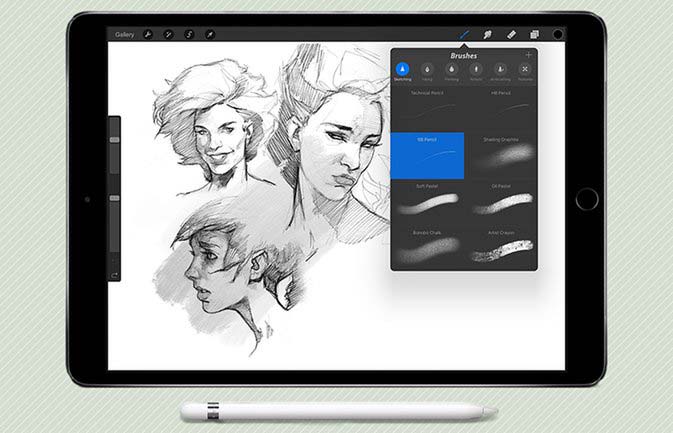 Gallery
Brushes
Sketching
Inking
Painting
Artistic
Airbrushing
Textures
Technical Pencil
HB Pencil
6B Pencil
Shading Graphite
Soft Pastel
Oil Pastel
Bonobo Chalk
Artist Crayon